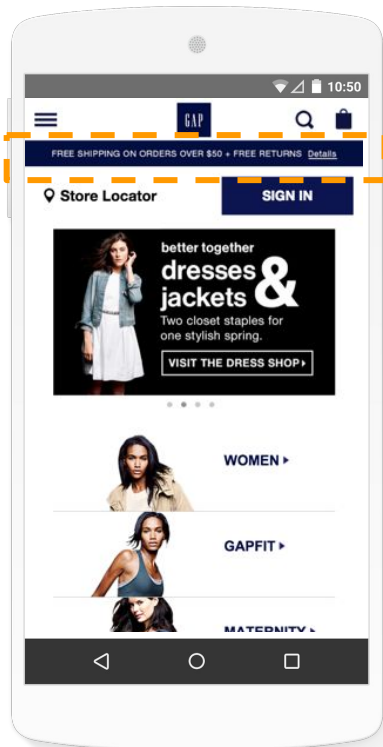 10:50
GAP
FREE SHIPPING ON ORDERS OVER $50 + FREE RETURNS Details
Store Locator
SIGN IN
better together
dresses &
jackets
Two closet staples for
one stylish spring.
VISIT THE DRESS SHOP
WOMEN
GAPFIT
MATERNITY